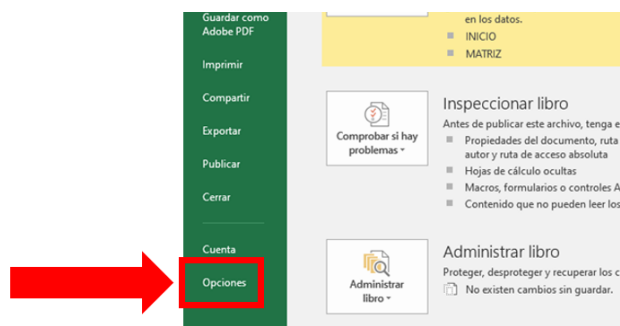 Guardar como
Adobe PDF
Imprimir
Compartir
Exportar
Publicar
Cerrar
Cuenta
Opciones
en los datos.
INICIO
MATRIZ
Comprobar si hay
problemas
Inspeccionar libro
Antes de publicar este archivo, tenga e
Propiedades del documento, ruta
autor y ruta de acceso absoluta
Hojas de cálculo ocultas
Macros, formularios o controles A
Contenido que no pueden leer los
Administrar
libro
Administrar libro
Proteger, desproteger y recuperar los c
No existen cambios sin guardar.